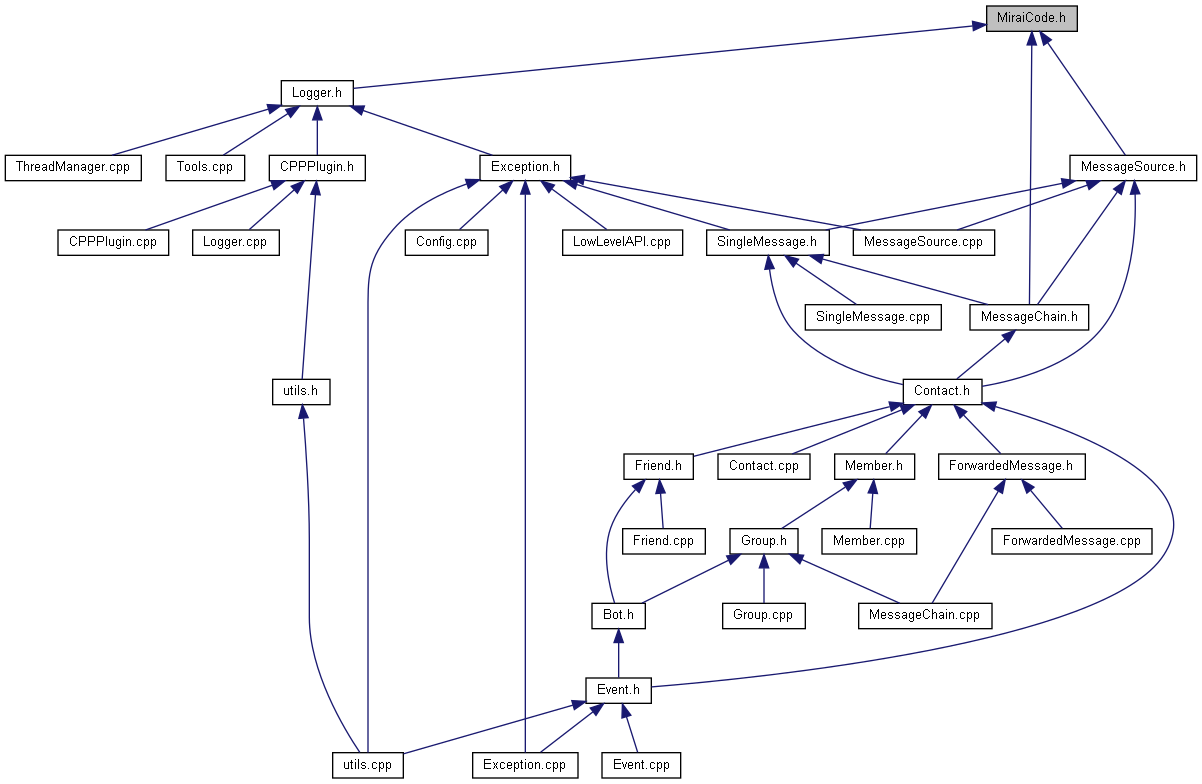 MiraiCode.h
Logger.h
ThreadManager.cpp
Tools.cpp
CPPPlugin.h
Exception.h
MessageSource.h
CPPPlugin.cpp
Logger.cpp
Config.cpp
LowLevelAPI.cpp
SingleMessage.h
MessageSource.cpp
SingleMessage.cpp
MessageChain.h
utils.h
Contact.h
Friend.h
Contact.cpp
Member.h
ForwardedMessage.h
Friend.cpp
Group.h
Member.cpp
ForwardedMessage.cpp
Bot.h
Group.cpp
MessageChain.cpp
Event.h
utils.cpp
Exception.cpp
Event.cpp